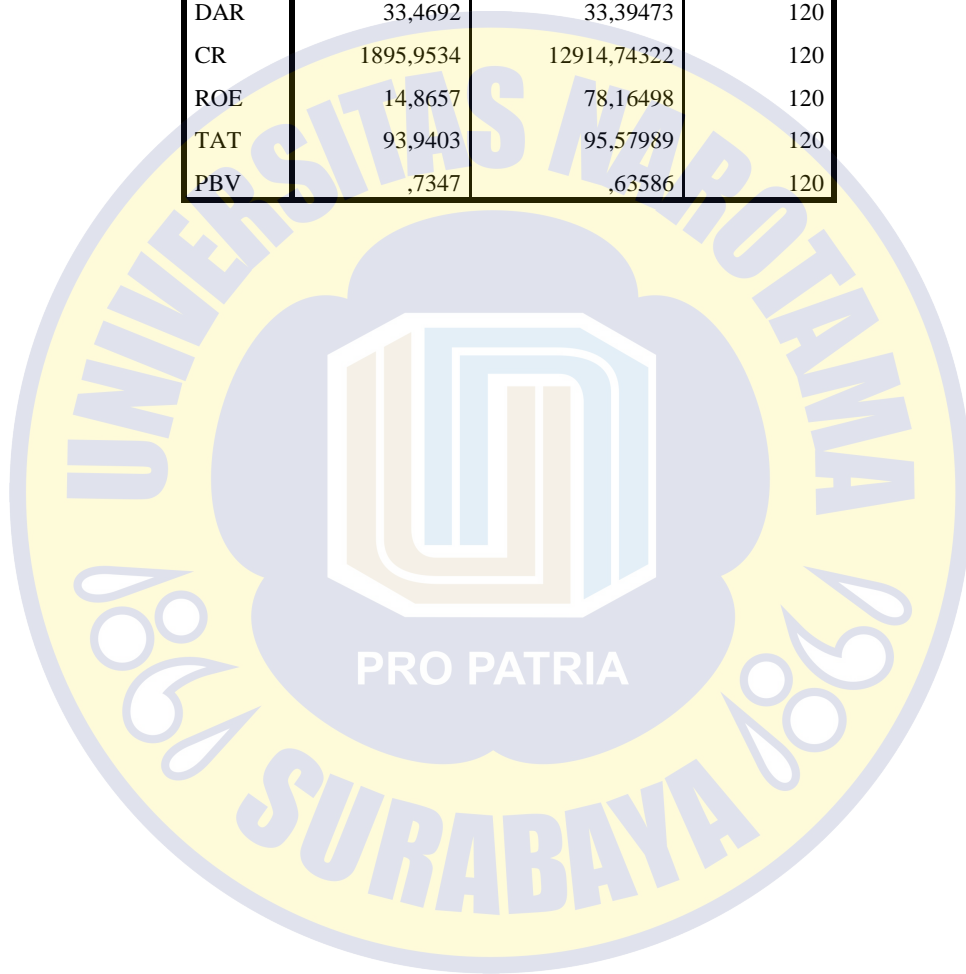 DAR 33,4692 33,39473 120
CR 1895,9534 12914,74322 120
ROE 14,8657 78,16498 120
TAT 93,9403 95,57989 120
PBV ,7347 ,63586 120
UNIVERSITAS NAROTAMA
PRO PATRIA
SURABAYA